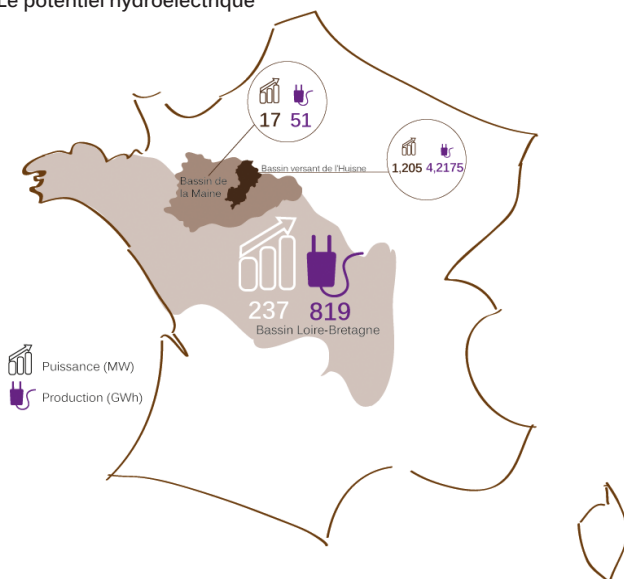 Le potentiel hydroélectrique
17 51
Bassin versant de l'Huisne
1,205 4,2175
Bassin de
la Maine
237 819
Bassin Loire-Bretagne
Puissance (MW)
Production (GWh)